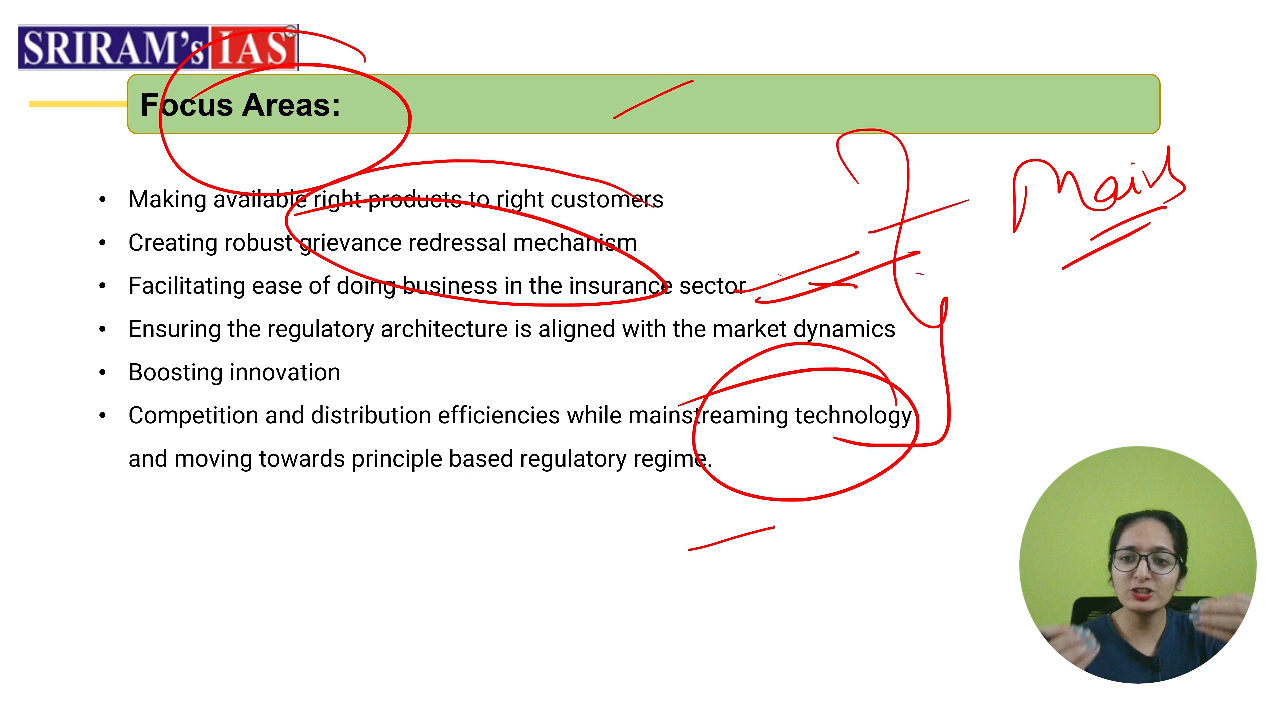 SRIRAM's IAS
Focus Areas:
• Making available right products to right customers
• Creating robust grievance redressal mechanism
• Facilitating ease of doing business in the insurance sector
• Ensuring the regulatory architecture is aligned with the market dynamics
• Boosting innovation
• Competition and distribution efficiencies while mainstreaming technology
and moving towards principle based regulatory regime.
Mains